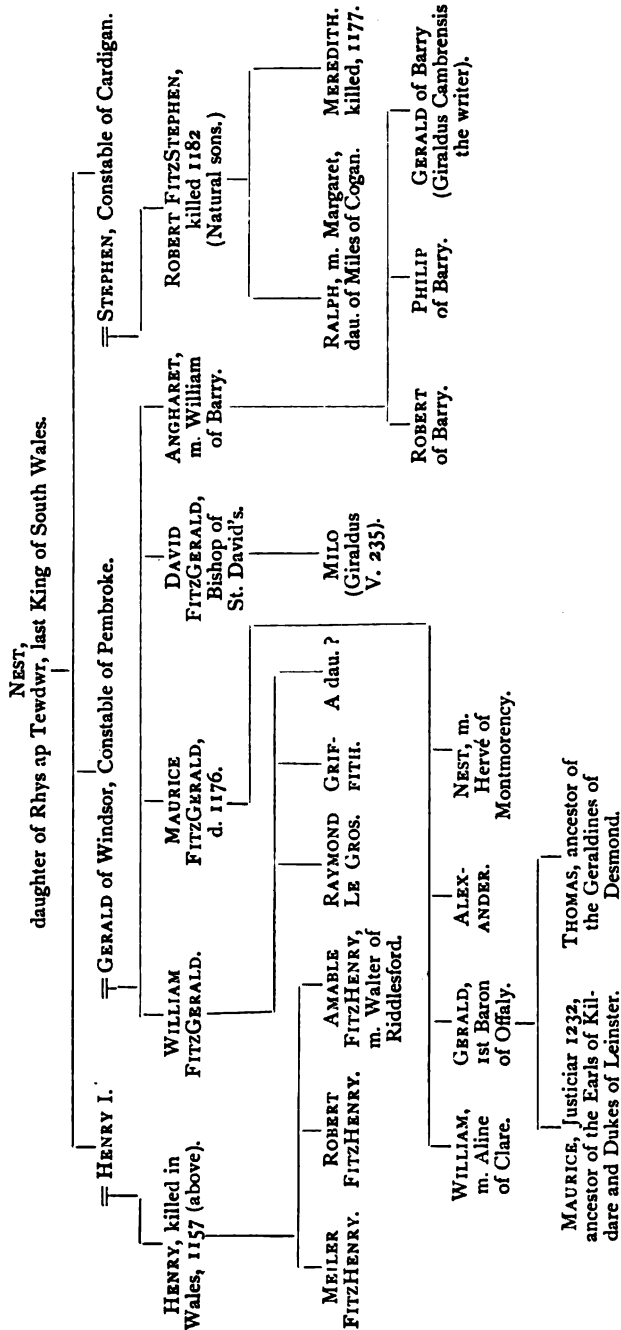 NEST,
daughter of Rhys ap Tewdwr, last King of South Wales.
= HENRY I.
= GERALD of Windsor, Constable of Pembroke.
= STEPHEN, Constable of Cardigan.
HENRY, killed in
Wales, 1157 (above).
WILLIAM
FITZGERALD.
MAURICE
FITZGERALD,
d. 1176.
DAVID
FITZGERALD,
Bishop of
St. David's.
ANGHARET,
m. William
of Barry.
ROBERT FITZSTEPHEN,
killed 1182
(Natural sons.)
MEILER
FITZHENRY.
ROBERT
FITZHENRY.
AMABLE
FITZHENRY,
m. Walter of
Riddlesford.
RAYMOND
LE GROS.
GRIF-
FITH.
A dau. ?
MILO
(Giraldus
V. 235).
RALPH, m. Margaret,
dau. of Miles of Cogan.
MEREDITH.
killed, 1177.
ROBERT
of Barry.
PHILIP
of Barry.
GERALD of Barry
(Giraldus Cambrensis
the writer).
WILLIAM,
m. Aline
of Clare.
GERALD,
1st Baron
of Offaly.
ALEX-
ANDER.
NEST, m.
Hervé of
Montmorency.
MAURICE, Justiciar 1232,
ancestor of the Earls of Kil-
dare and Dukes of Leinster.
THOMAS, ancestor of
the Geraldines of
Desmond.